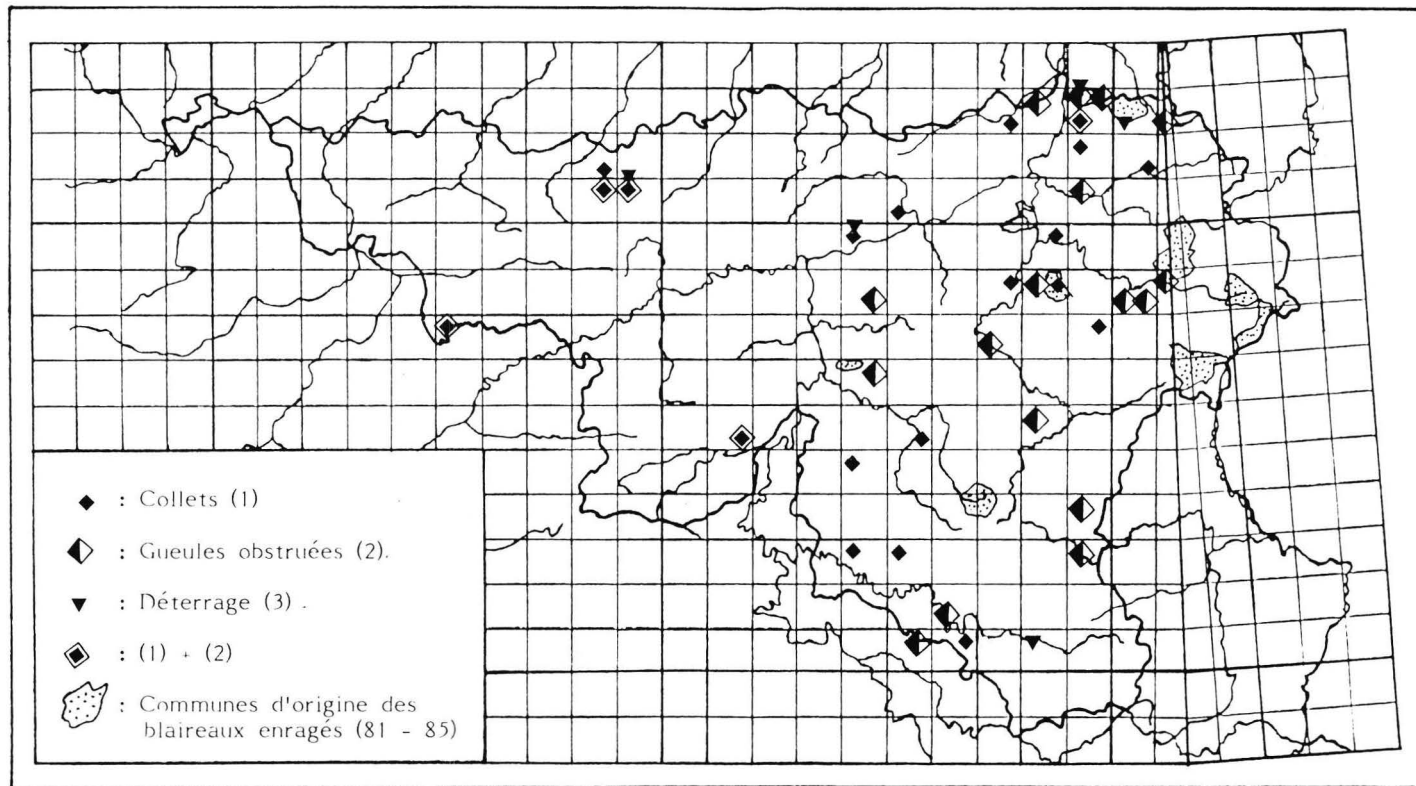 : Collets (1)
: Gueules obstruées (2).
: Déterrage (3) .
: (1) + (2)
: Communes d'origine des
blaireaux enragés (81 - 85)